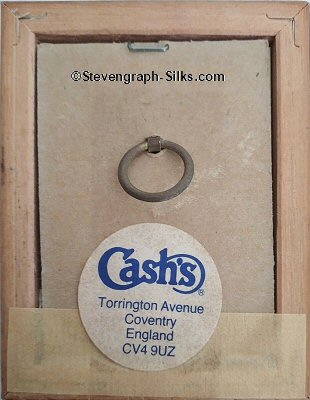 ©Stevengraph-Silks.com
Cash's®
Torrington Avenue
Coventry
England
CV4 9UZ